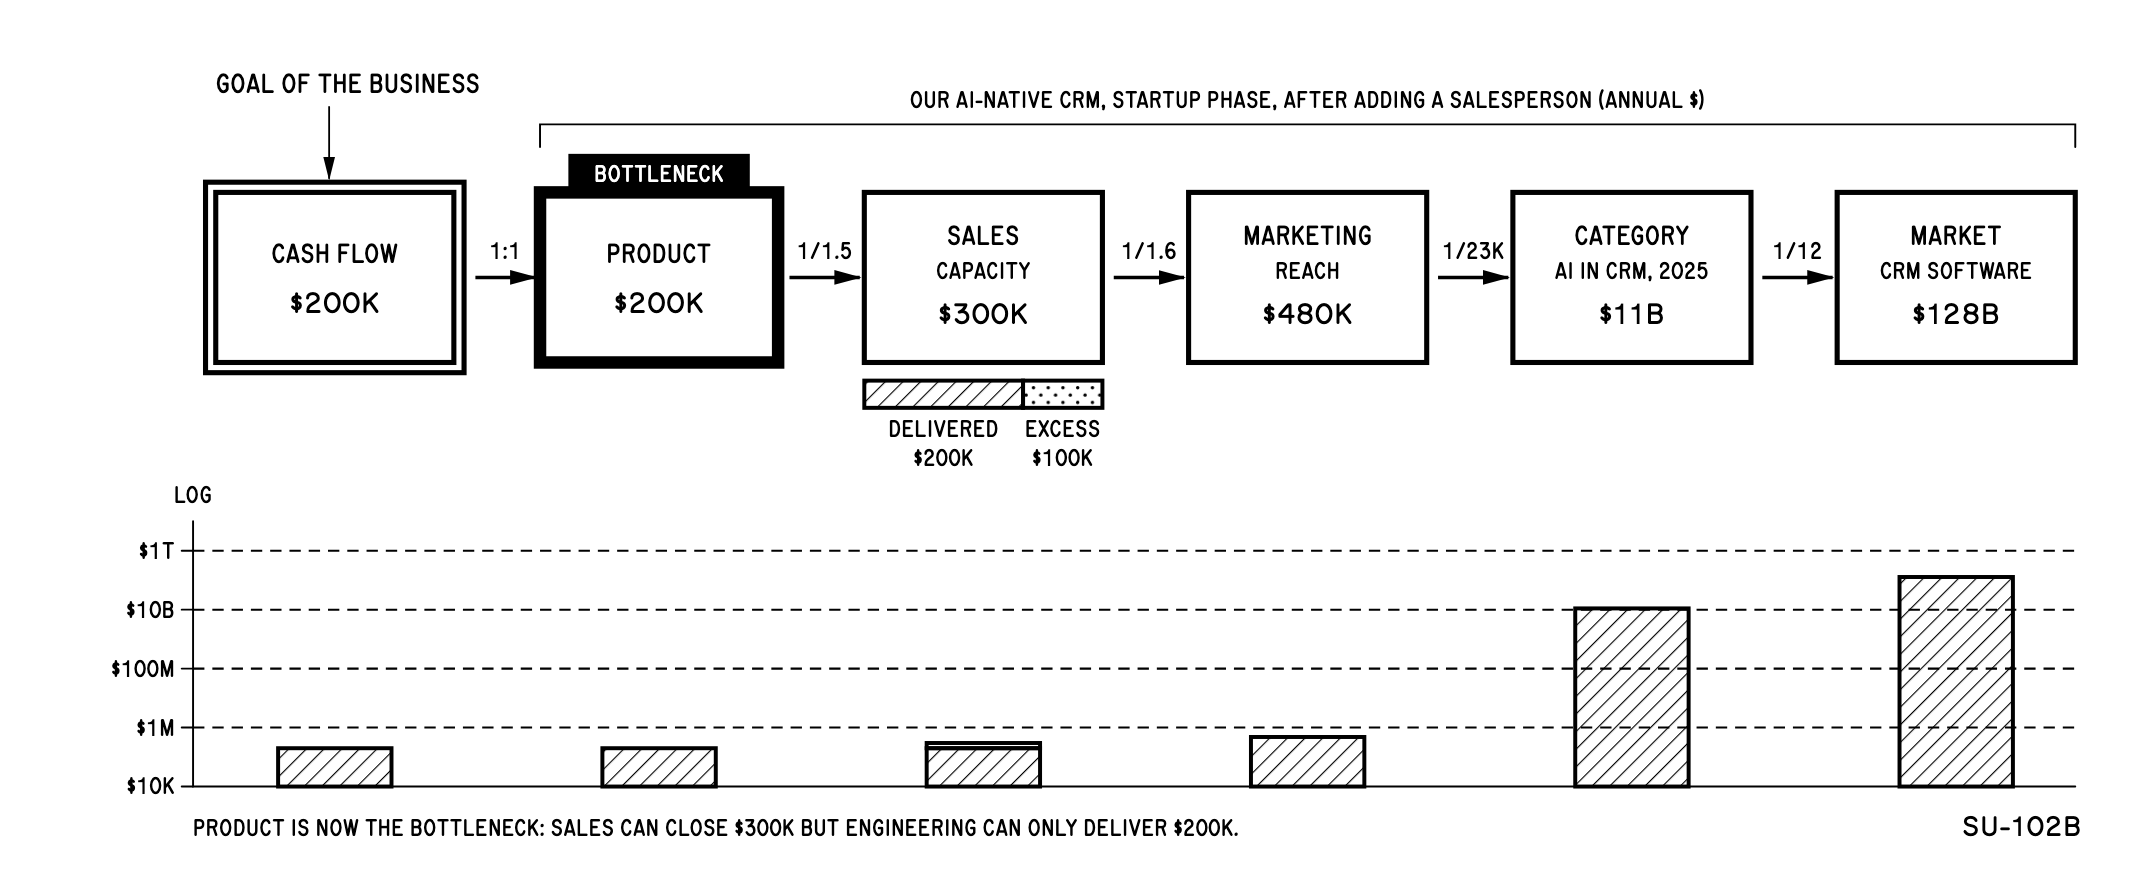 GOAL OF THE BUSINESS
OUR AI-NATIVE CRM, STARTUP PHASE, AFTER ADDING A SALESPERSON (ANNUAL $)
CASH FLOW
$200K
1:1
BOTTLENECK
PRODUCT
$200K
1/1.5
SALES
CAPACITY
$300K
1/1.6
MARKETING
REACH
$480K
1/23K
CATEGORY
AI IN CRM, 2025
$11B
1/12
MARKET
CRM SOFTWARE
$128B
DELIVERED
$200K
EXCESS
$100K
LOG
$1T
$10B
$100M
$1M
$10K
PRODUCT IS NOW THE BOTTLENECK: SALES CAN CLOSE $300K BUT ENGINEERING CAN ONLY DELIVER $200K.
SU-102B